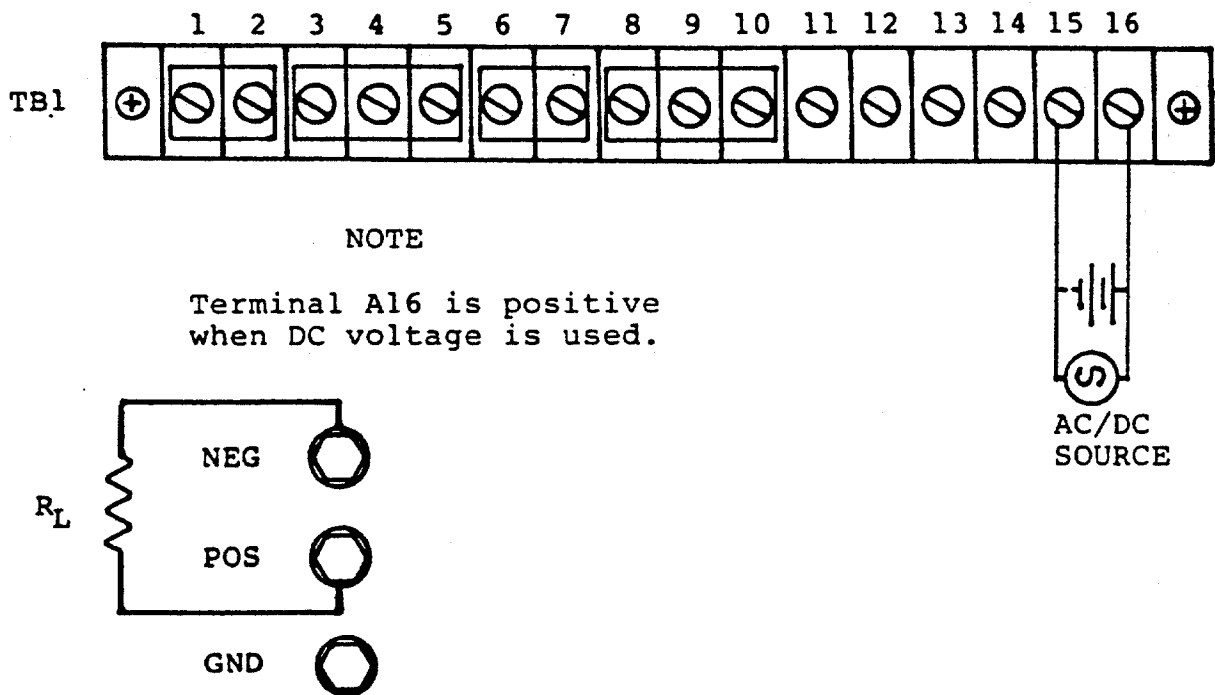 1 2 3 4 5 6 7 8 9 10 11 12 13 14 15 16
TB1
NOTE
Terminal A16 is positive
when DC voltage is used.
S
AC/DC
SOURCE
NEG
RL
POS
GND